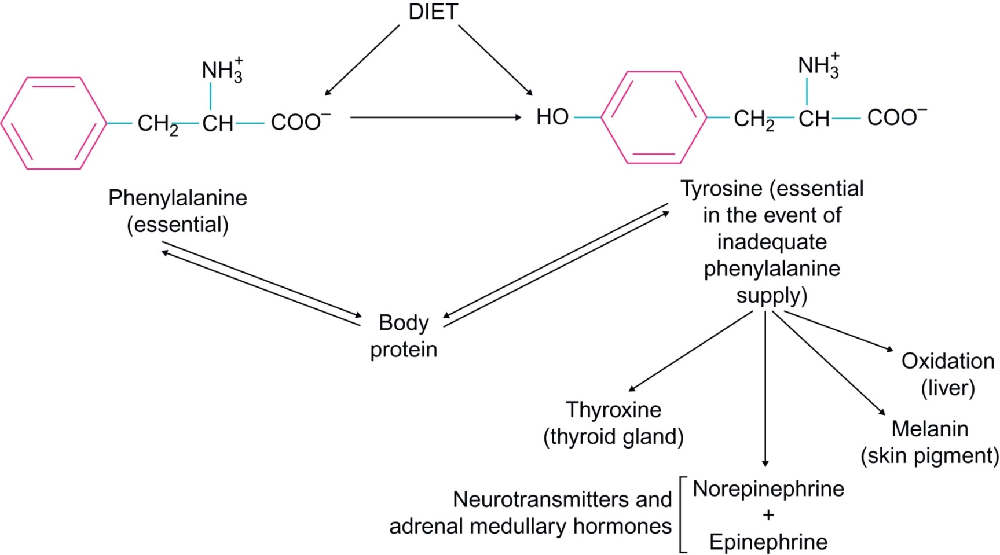 DIET
NH₃⁺
CH₂
CH
COO⁻
Phenylalanine
(essential)
HO
NH₃⁺
CH₂
CH
COO⁻
Tyrosine (essential
in the event of
inadequate
phenylalanine
supply)
Body
protein
Oxidation
(liver)
Thyroxine
(thyroid gland)
Melanin
(skin pigment)
Neurotransmitters and
adrenal medullary hormones
Norepinephrine
+
Epinephrine